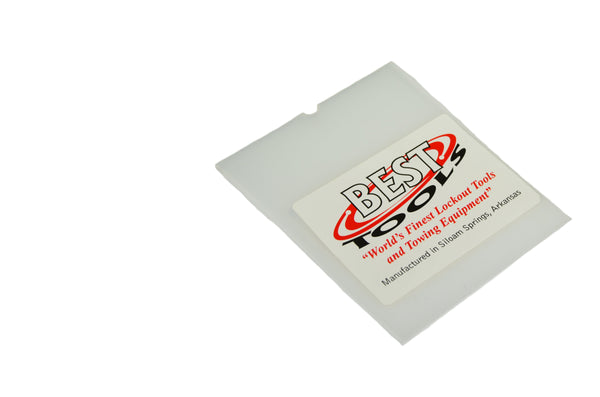 BEST
TOOLS
"World's Finest Lockout Tools
and Towing Equipment"
Manufactured in Siloam Springs, Arkansas